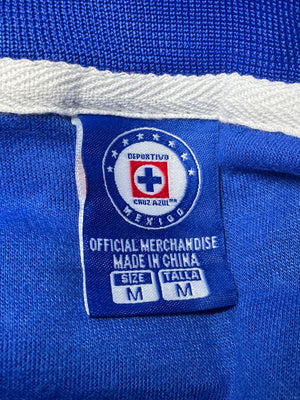 DEPORTIVO
CRUZ AZUL
MEXICO
OFFICIAL MERCHANDISE
MADE IN CHINA
SIZE TALLA
M M